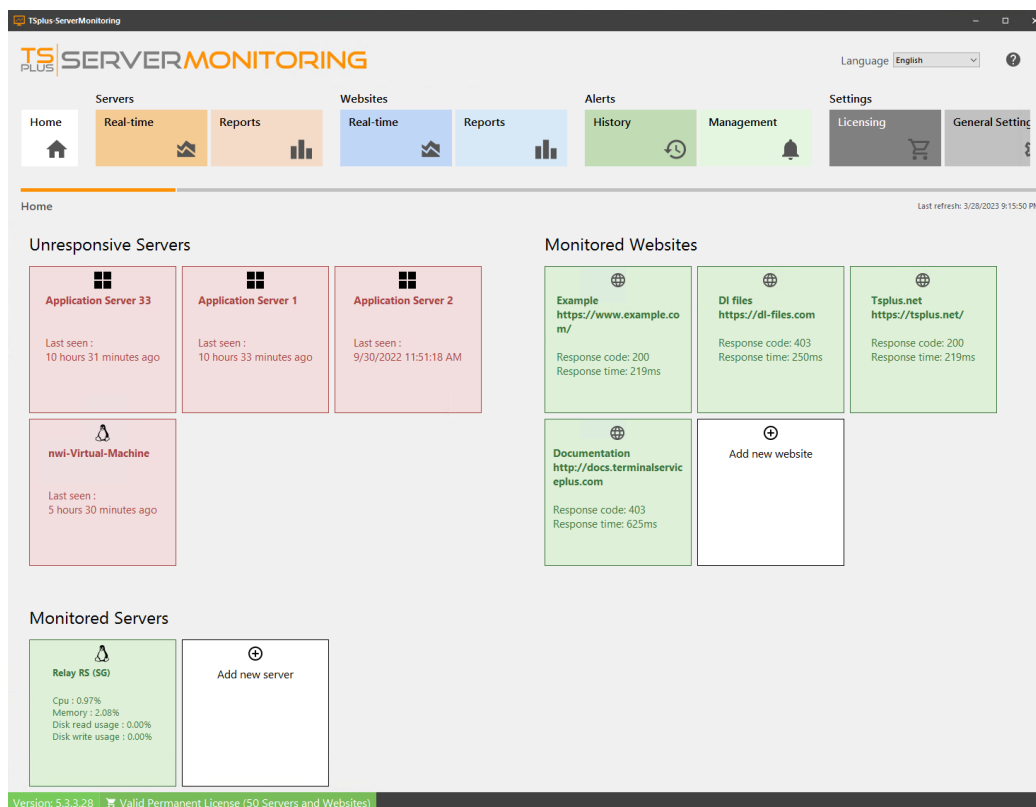 TSplus-ServerMonitoring
TS PLUS SERVERMONITORING
Language English
Servers Websites Alerts Settings
Home Real-time Reports Real-time Reports History Management Licensing General Setting
Home Last refresh: 3/28/2023 9:15:50 PM
Unresponsive Servers
Application Server 33
Last seen :
10 hours 31 minutes ago
Application Server 1
Last seen :
10 hours 33 minutes ago
Application Server 2
Last seen :
9/30/2022 11:51:18 AM
nwi-Virtual-Machine
Last seen :
5 hours 30 minutes ago
Monitored Websites
Example
https://www.example.co
m/
Response code: 200
Response time: 219ms
Dl files
https://dl-files.com
Response code: 403
Response time: 250ms
Tsplus.net
https://tsplus.net/
Response code: 200
Response time: 219ms
Documentation
http://docs.terminalservic
eplus.com
Response code: 403
Response time: 625ms
Add new website
Monitored Servers
Relay RS (SG)
Cpu : 0.97%
Memory : 2.08%
Disk read usage : 0.00%
Disk write usage : 0.00%
Add new server
Version: 5.3.3.28 Valid Permanent License (50 Servers and Websites)